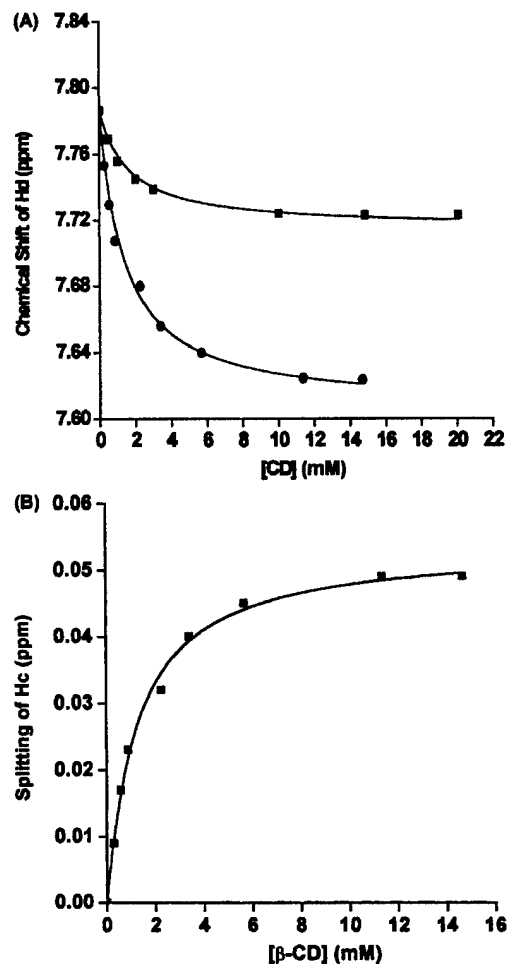 (A)
7.84
7.80
7.76
7.72
7.68
7.64
7.60
Chemical Shift of Hd (ppm)
0 2 4 6 8 10 12 14 16 18 20 22
[CD] (mM)
(B)
0.06
0.05
0.04
0.03
0.02
0.01
0.00
Splitting of Hc (ppm)
0 2 4 6 8 10 12 14 16
[β-CD] (mM)